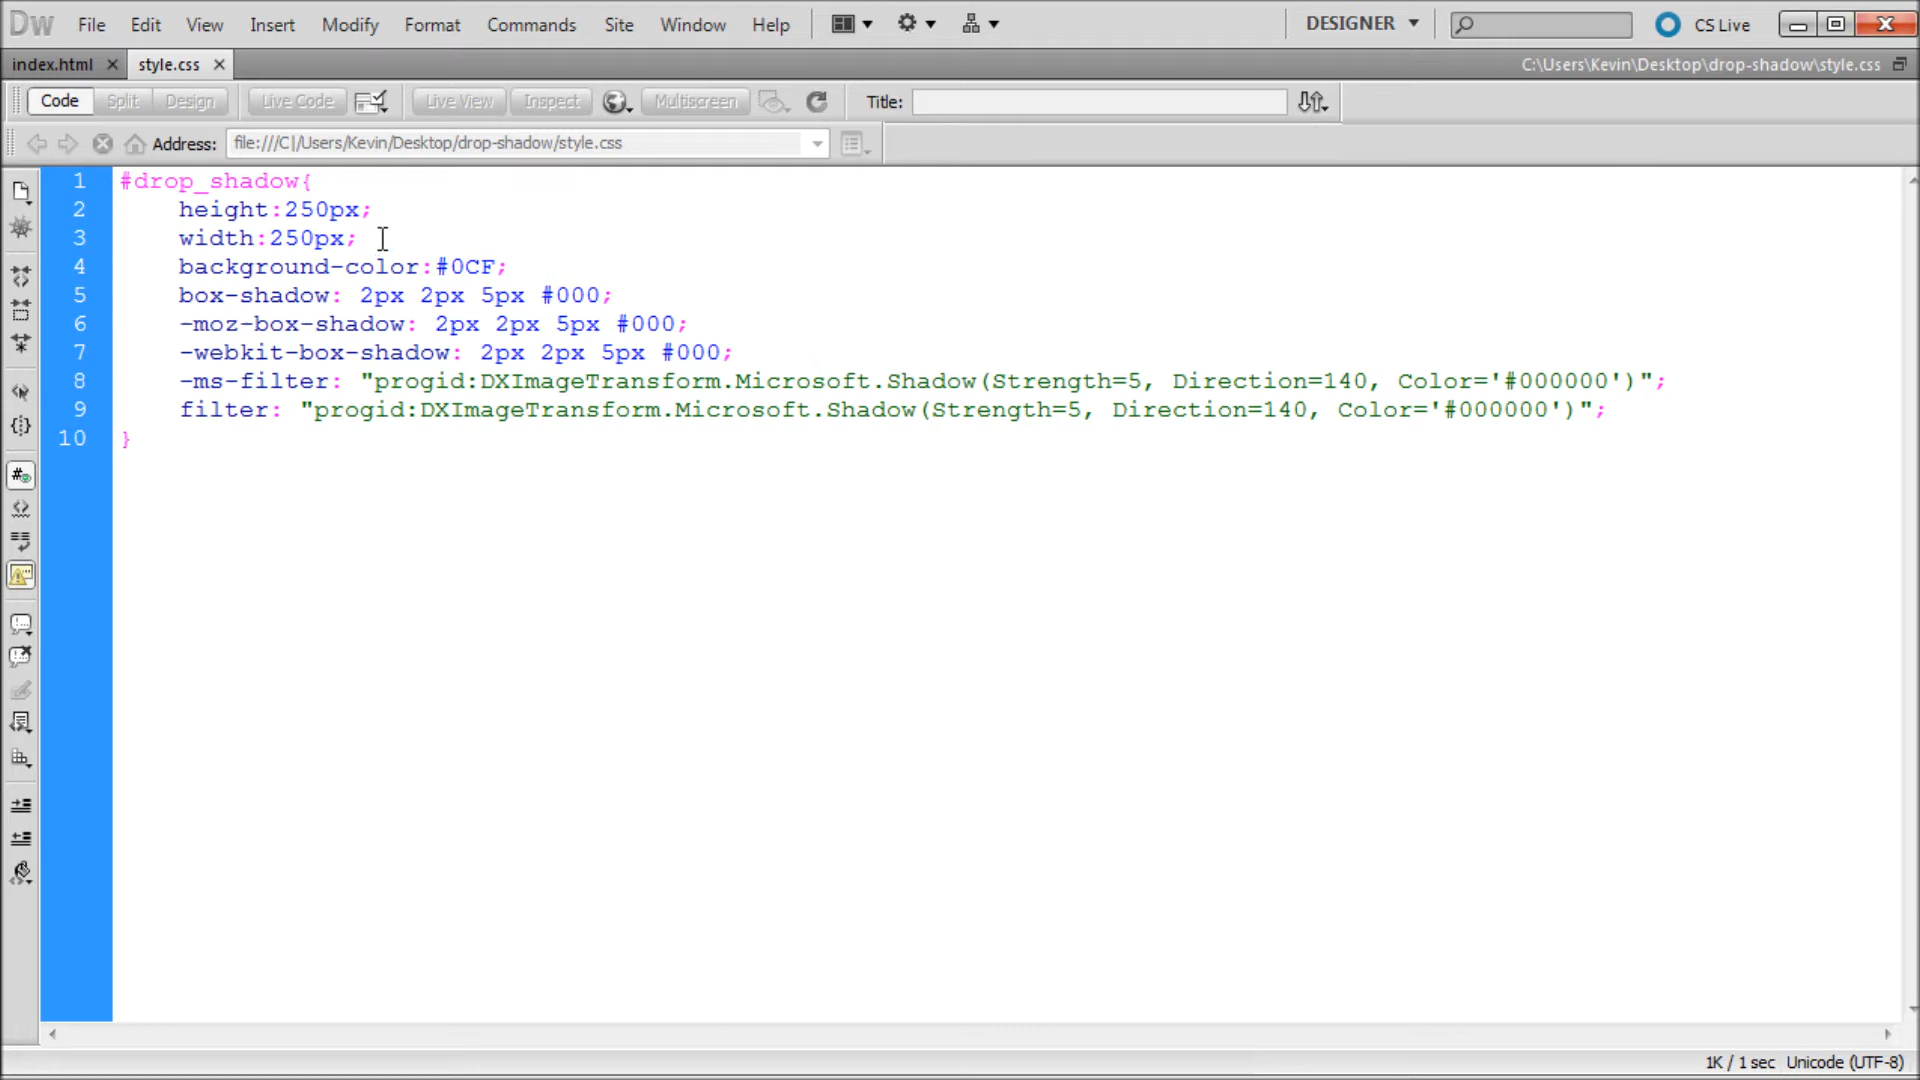 Dw File Edit View Insert Modify Format Commands Site Window Help DESIGNER CS Live
index.html style.css C:\Users\Kevin\Desktop\drop-shadow\style.css
Code Split Design Live Code Live View Inspect Multiscreen Title:
Address: file:///C|/Users/Kevin/Desktop/drop-shadow/style.css
1 #drop_shadow{
2 height:250px;
3 width:250px;
4 background-color:#0CF;
5 box-shadow: 2px 2px 5px #000;
6 -moz-box-shadow: 2px 2px 5px #000;
7 -webkit-box-shadow: 2px 2px 5px #000;
8 -ms-filter: "progid:DXImageTransform.Microsoft.Shadow(Strength=5, Direction=140, Color='#000000')";
9 filter: "progid:DXImageTransform.Microsoft.Shadow(Strength=5, Direction=140, Color='#000000')";
10 }
1K / 1 sec Unicode (UTF-8)